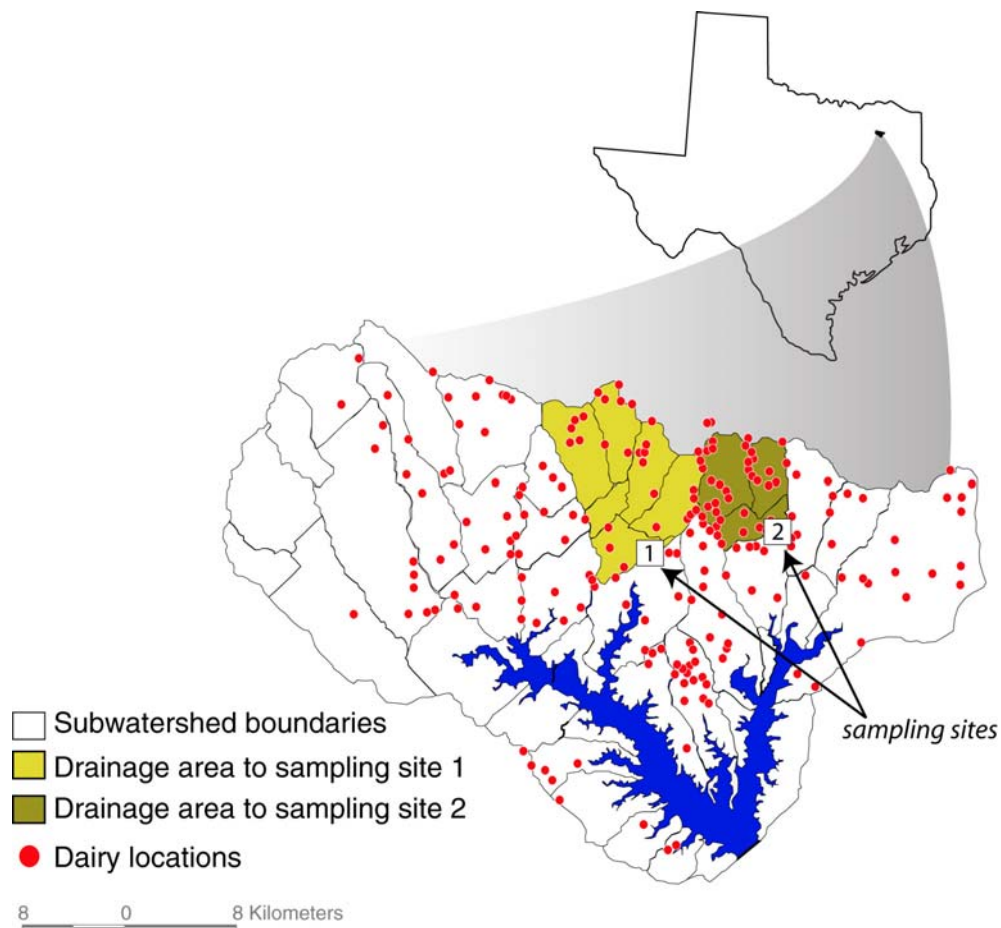 1
2
sampling sites
Subwatershed boundaries
Drainage area to sampling site 1
Drainage area to sampling site 2
Dairy locations
8 0 8 Kilometers